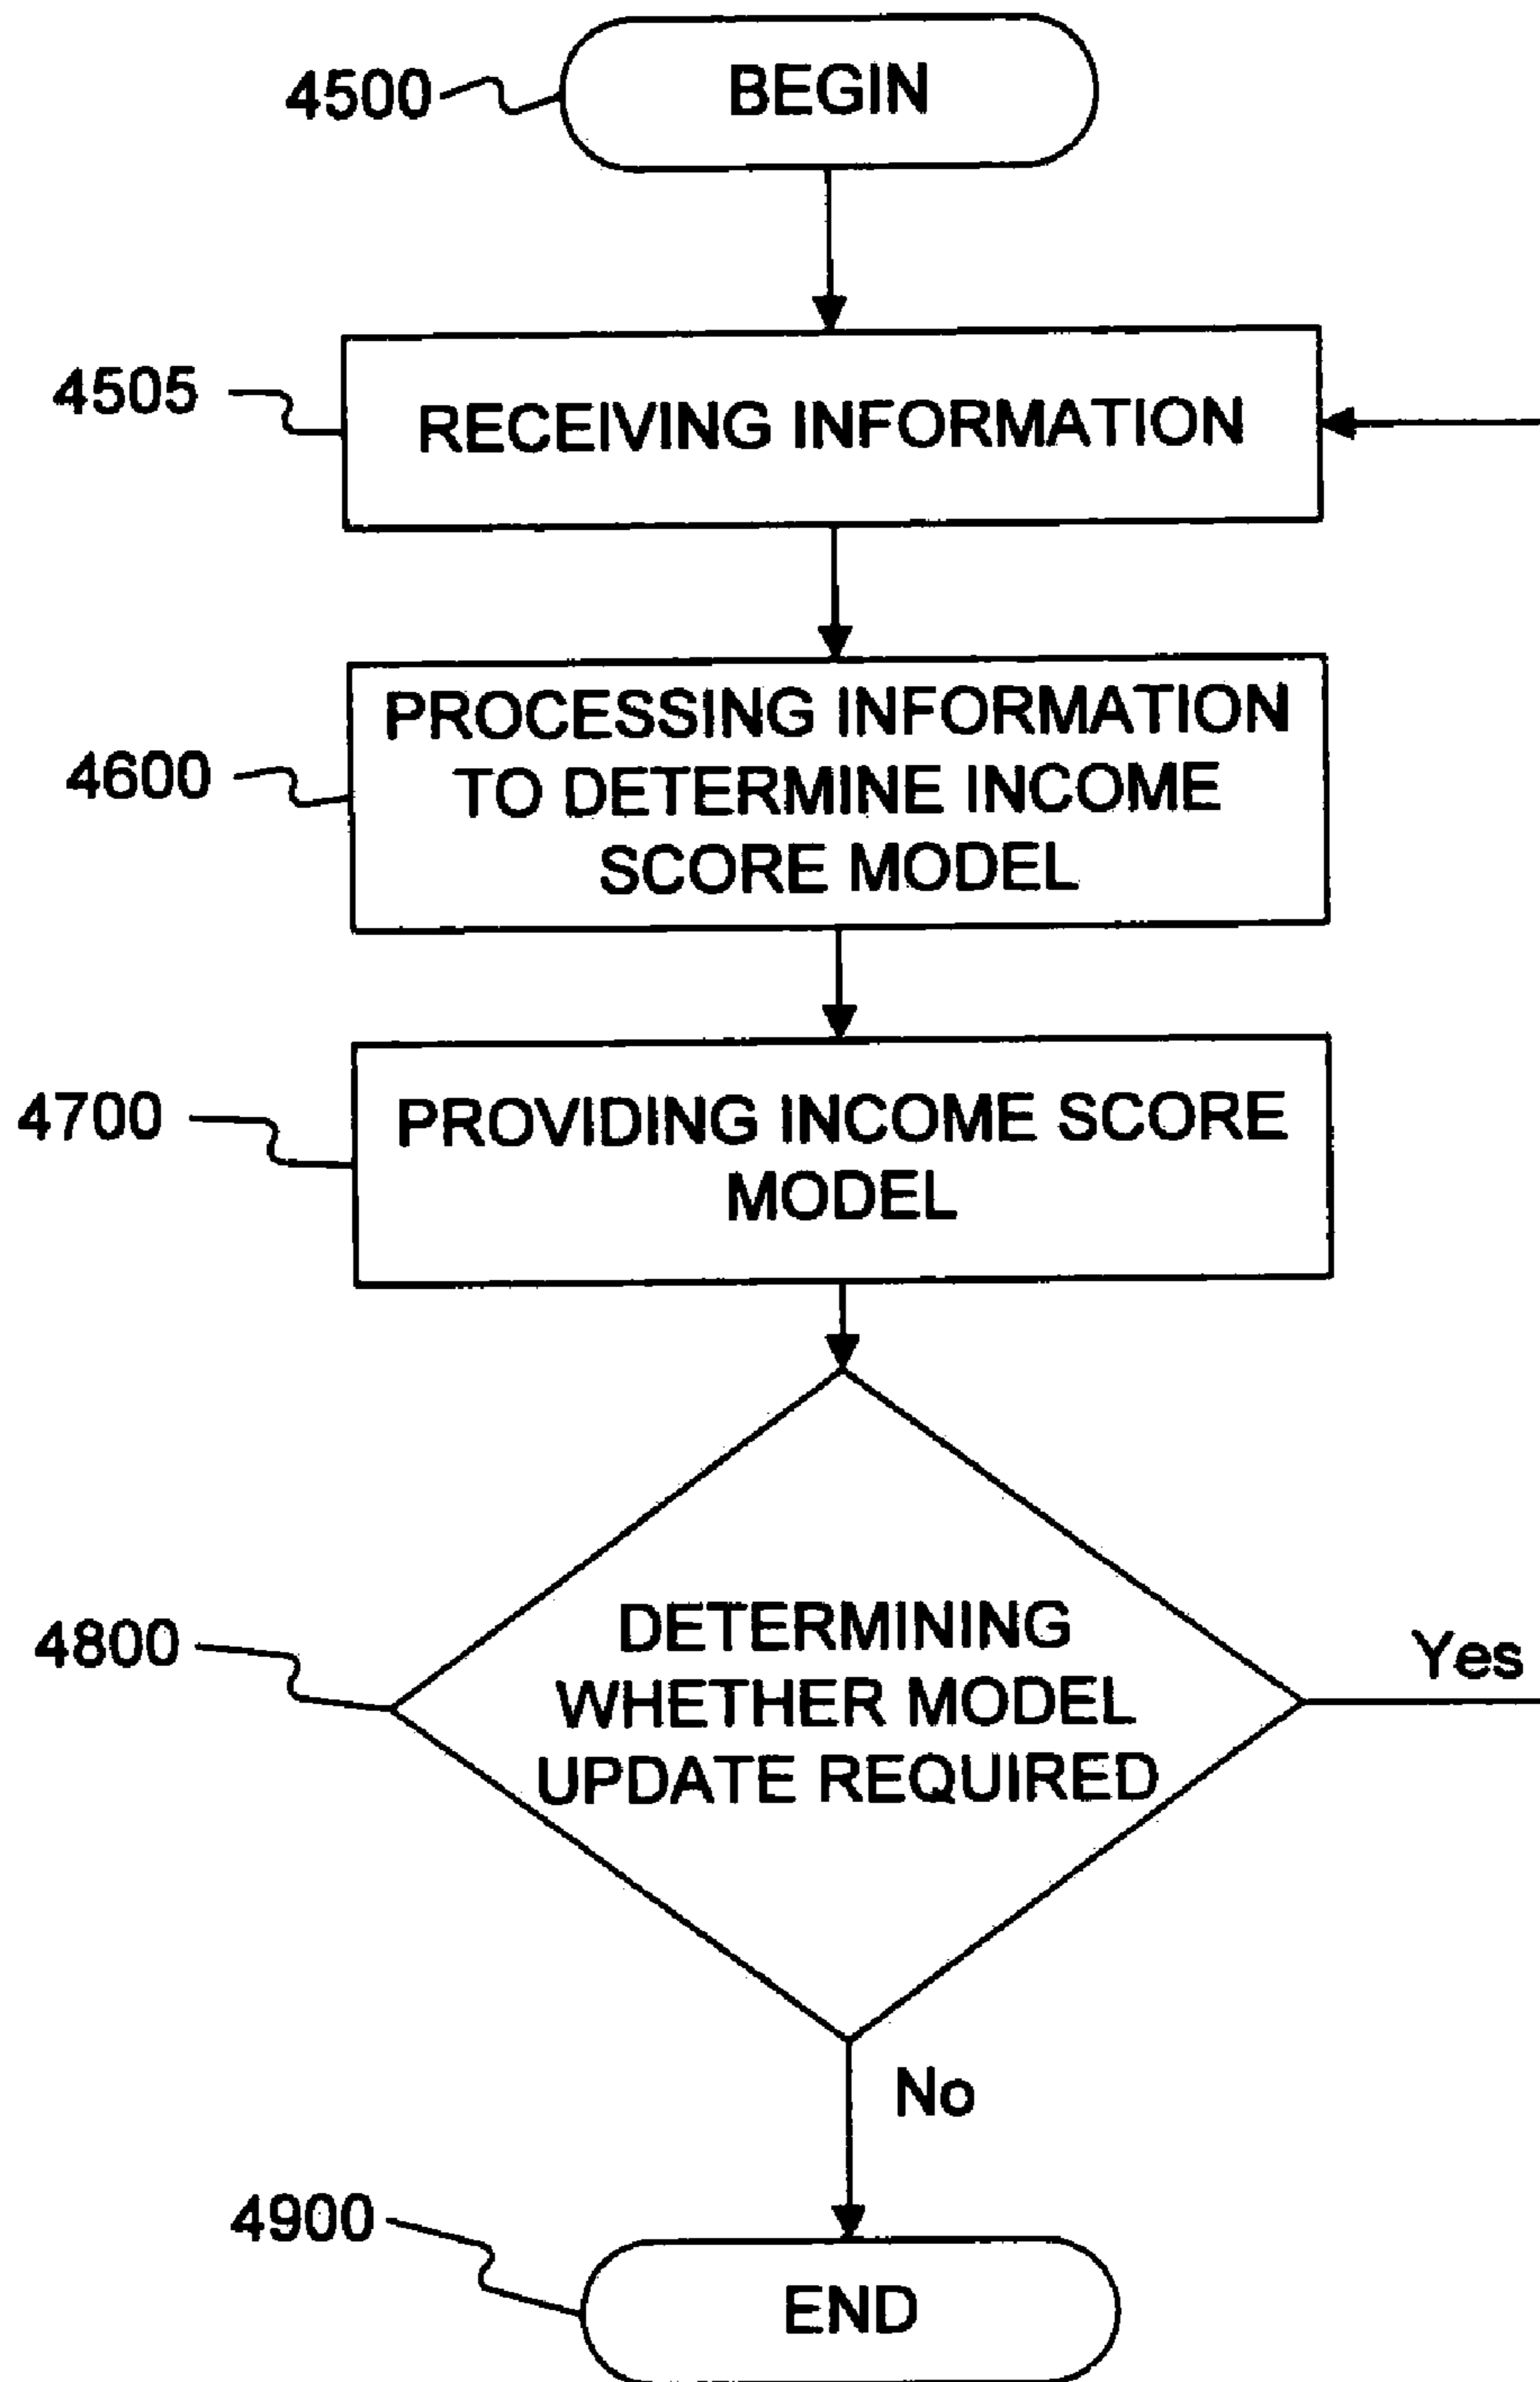 4500
BEGIN
4505
RECEIVING INFORMATION
4600
PROCESSING INFORMATION
TO DETERMINE INCOME
SCORE MODEL
4700
PROVIDING INCOME SCORE
MODEL
4800
DETERMINING
WHETHER MODEL
UPDATE REQUIRED
Yes
No
4900
END